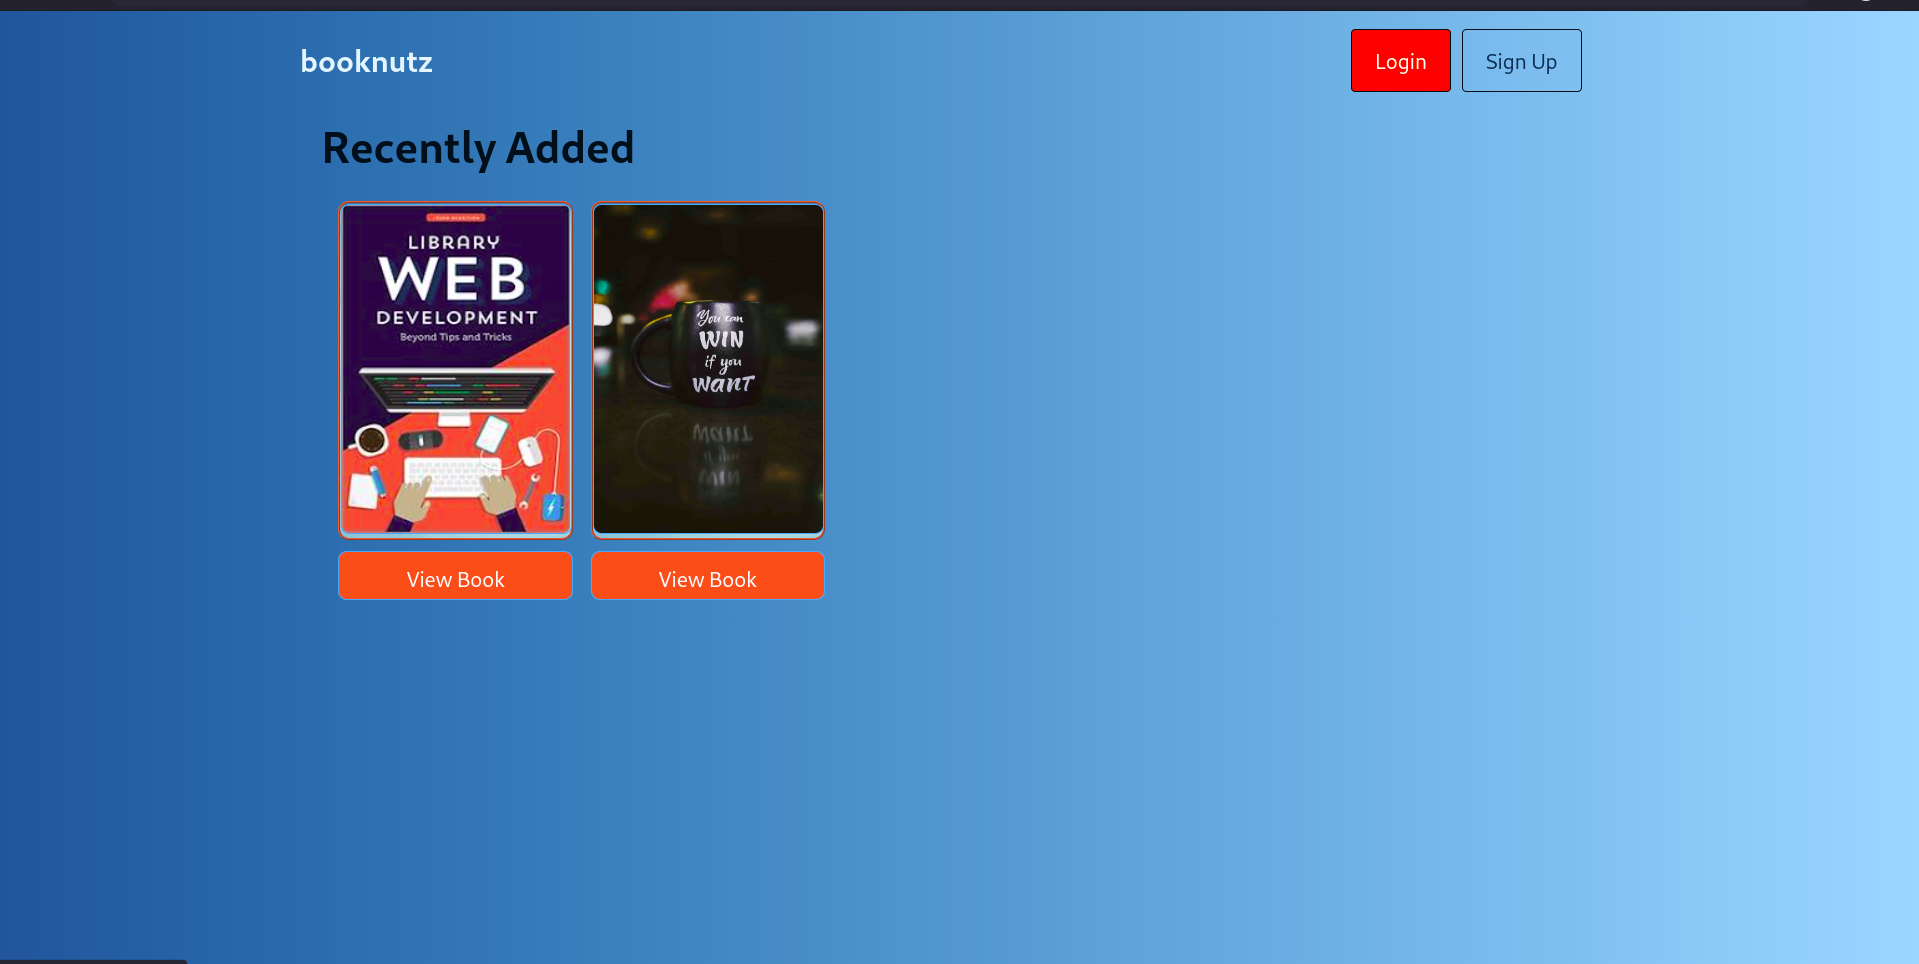 booknutz
Login
Sign Up
Recently Added
LIBRARY
WEB
DEVELOPMENT
Beyond Tips and Tricks
You can
WIN
if you
WANT
View Book
View Book